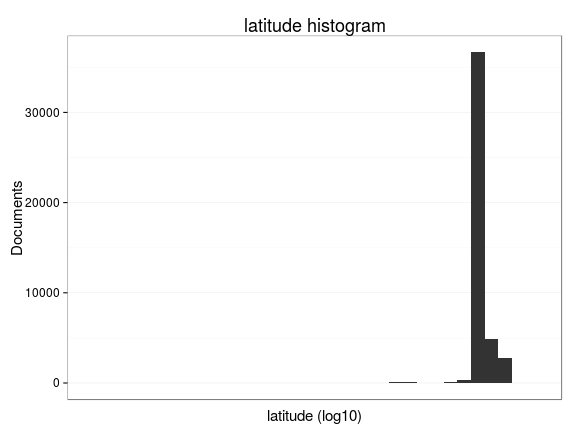 latitude histogram
Documents
30000
20000
10000
0
latitude (log10)